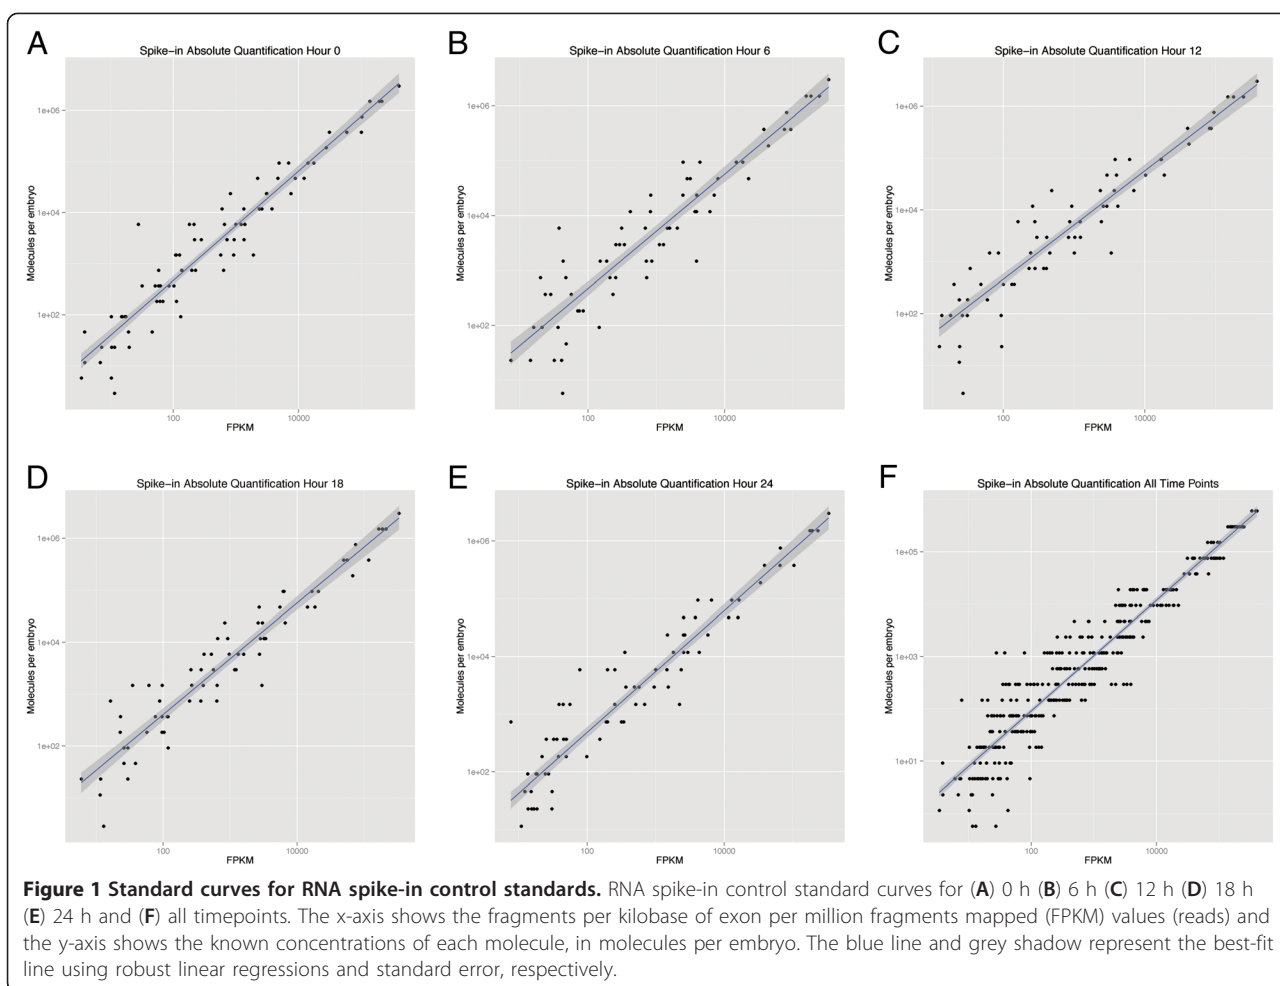 A
Spike-in Absolute Quantification Hour 0
Molecules per embryo
1e+06
1e+04
1e+02
100
10000
FPKM
B
Spike-in Absolute Quantification Hour 6
Molecules per embryo
1e+06
1e+04
1e+02
100
10000
FPKM
C
Spike-in Absolute Quantification Hour 12
Molecules per embryo
1e+06
1e+04
1e+02
100
10000
FPKM
D
Spike-in Absolute Quantification Hour 18
Molecules per embryo
1e+06
1e+04
1e+02
100
10000
FPKM
E
Spike-in Absolute Quantification Hour 24
Molecules per embryo
1e+06
1e+04
1e+02
100
10000
FPKM
F
Spike-in Absolute Quantification All Time Points
Molecules per embryo
1e+05
1e+03
1e+01
100
10000
FPKM
Figure 1 Standard curves for RNA spike-in control standards. RNA spike-in control standard curves for (A) 0 h (B) 6 h (C) 12 h (D) 18 h
(E) 24 h and (F) all timepoints. The x-axis shows the fragments per kilobase of exon per million fragments mapped (FPKM) values (reads) and
the y-axis shows the known concentrations of each molecule, in molecules per embryo. The blue line and grey shadow represent the best-fit
line using robust linear regressions and standard error, respectively.